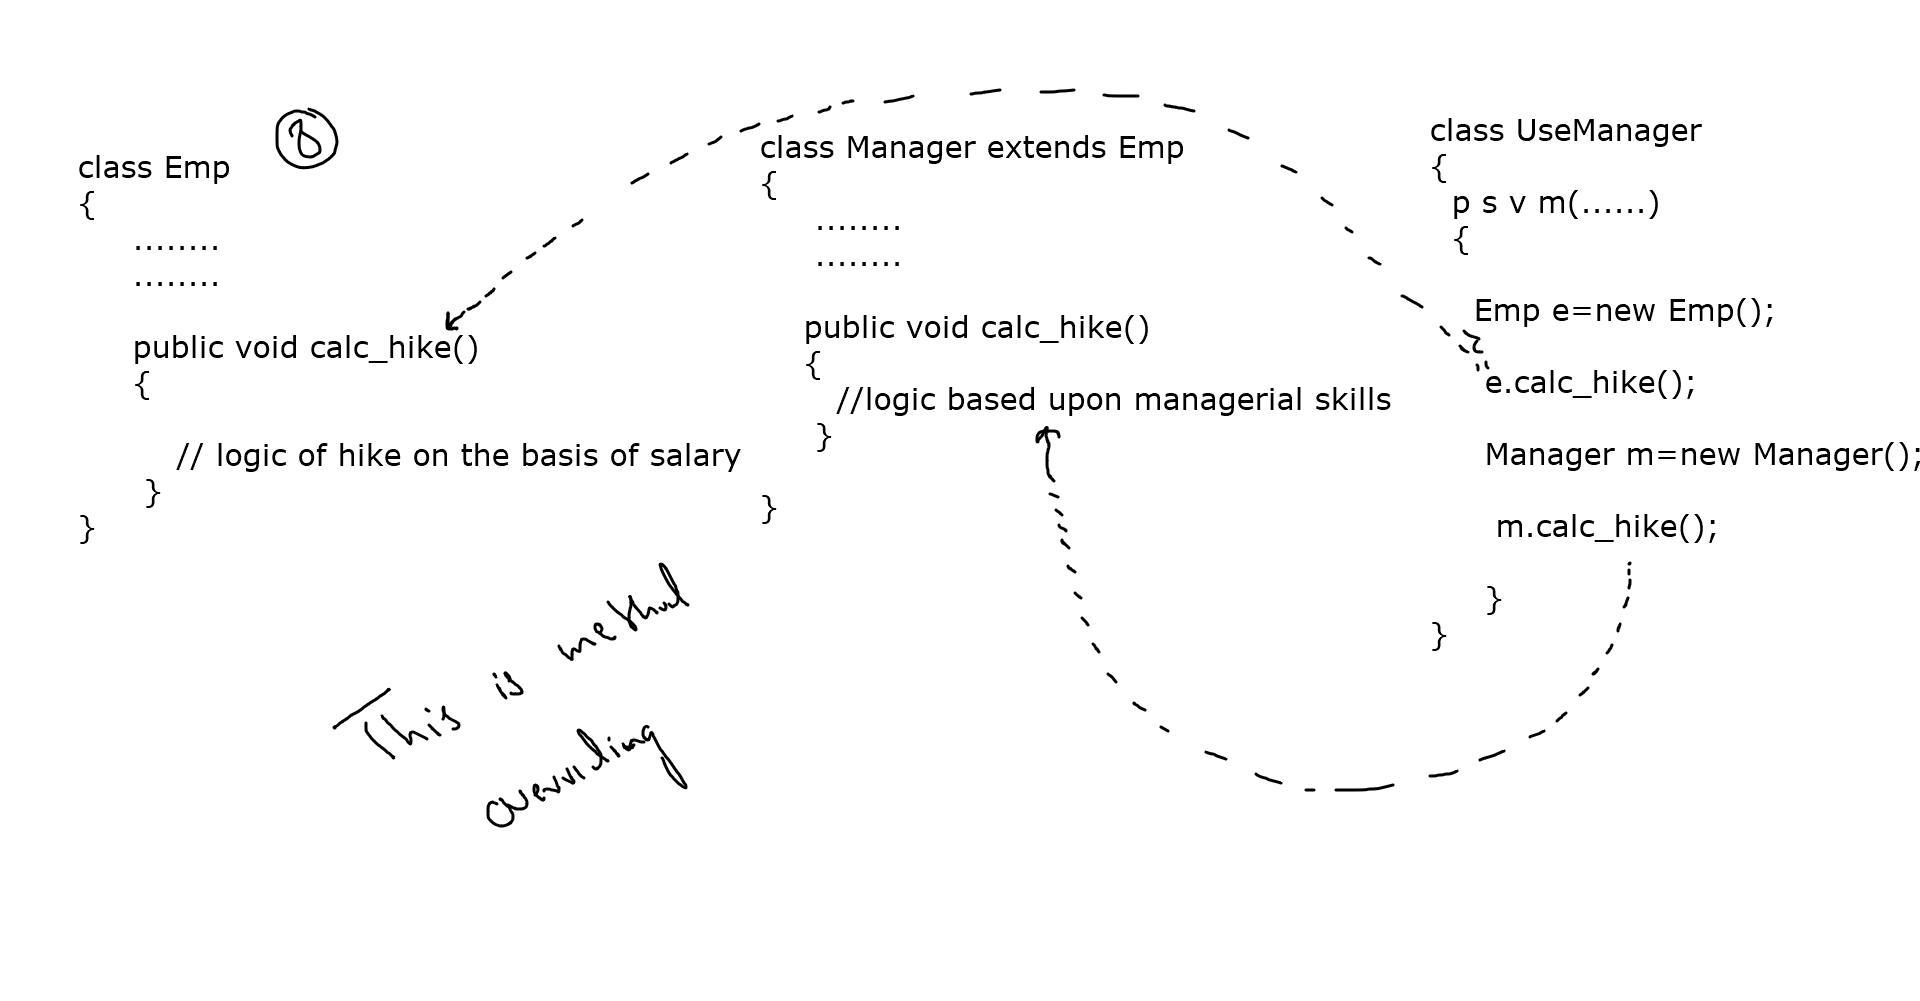 8
class Emp
{
........
........
public void calc_hike()
{
// logic of hike on the basis of salary
}
}
class Manager extends Emp
{
........
........
public void calc_hike()
{
//logic based upon managerial skills
}
}
class UseManager
{
p s v m(......)
{
Emp e=new Emp();
e.calc_hike();
Manager m=new Manager();
m.calc_hike();
}
}
This is method
overriding